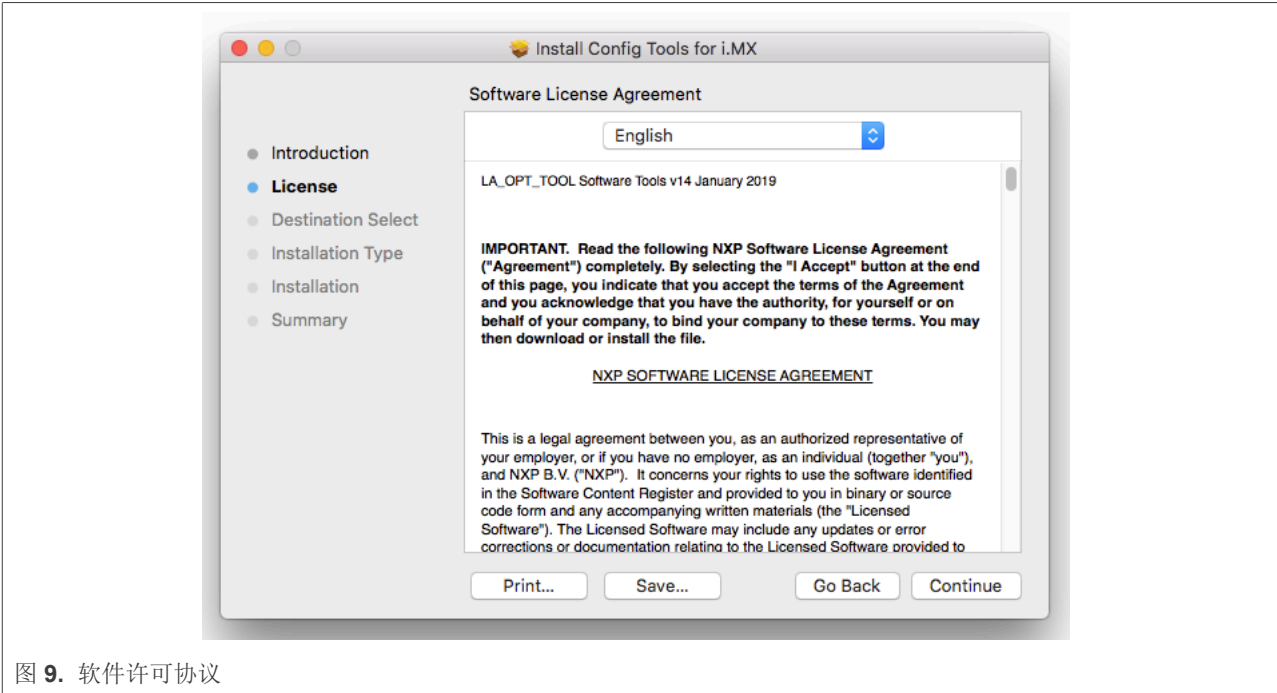 Install Config Tools for i.MX
Software License Agreement
English
Introduction
License
Destination Select
Installation Type
Installation
Summary
LA_OPT_TOOL Software Tools v14 January 2019
IMPORTANT.  Read the following NXP Software License Agreement
("Agreement") completely. By selecting the "I Accept" button at the end
of this page, you indicate that you accept the terms of the Agreement
and you acknowledge that you have the authority, for yourself or on
behalf of your company, to bind your company to these terms. You may
then download or install the file.
NXP SOFTWARE LICENSE AGREEMENT
This is a legal agreement between you, as an authorized representative of
your employer, or if you have no employer, as an individual (together "you"),
and NXP B.V. ("NXP").  It concerns your rights to use the software identified
in the Software Content Register and provided to you in binary or source
code form and any accompanying written materials (the "Licensed
Software"). The Licensed Software may include any updates or error
corrections or documentation relating to the Licensed Software provided to
Print...
Save...
Go Back
Continue
图 9. 软件许可协议